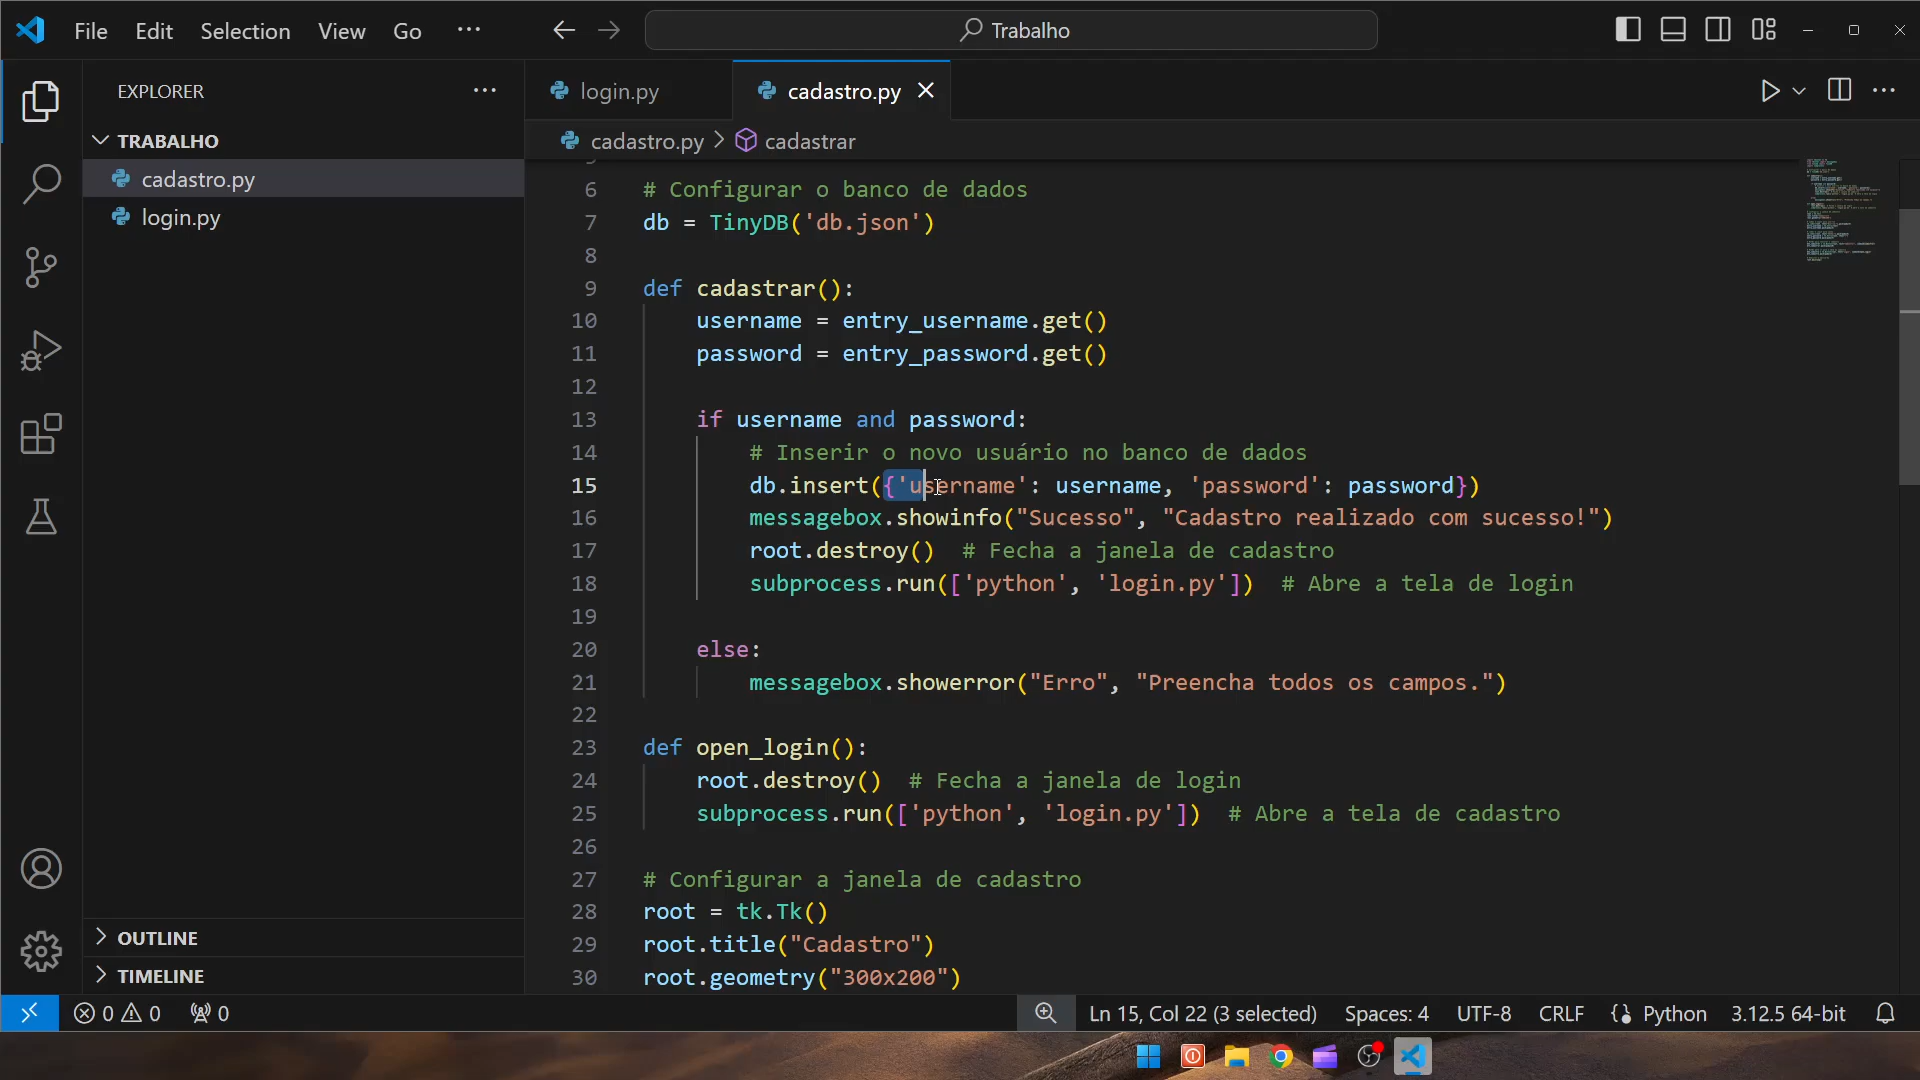 File Edit Selection View Go ··· Trabalho
EXPLORER ···
TRABALHO
cadastro.py
login.py
OUTLINE
TIMELINE
login.py cadastro.py
cadastro.py > cadastrar
6 # Configurar o banco de dados
7 db = TinyDB('db.json')
8
9 def cadastrar():
10 username = entry_username.get()
11 password = entry_password.get()
12
13 if username and password:
14 # Inserir o novo usuário no banco de dados
15 db.insert({'username': username, 'password': password})
16 messagebox.showinfo("Sucesso", "Cadastro realizado com sucesso!")
17 root.destroy() # Fecha a janela de cadastro
18 subprocess.run(['python', 'login.py']) # Abre a tela de login
19
20 else:
21 messagebox.showerror("Erro", "Preencha todos os campos.")
22
23 def open_login():
24 root.destroy() # Fecha a janela de login
25 subprocess.run(['python', 'login.py']) # Abre a tela de cadastro
26
27 # Configurar a janela de cadastro
28 root = tk.Tk()
29 root.title("Cadastro")
30 root.geometry("300x200")
0 0 0 Ln 15, Col 22 (3 selected) Spaces: 4 UTF-8 CRLF Python 3.12.5 64-bit